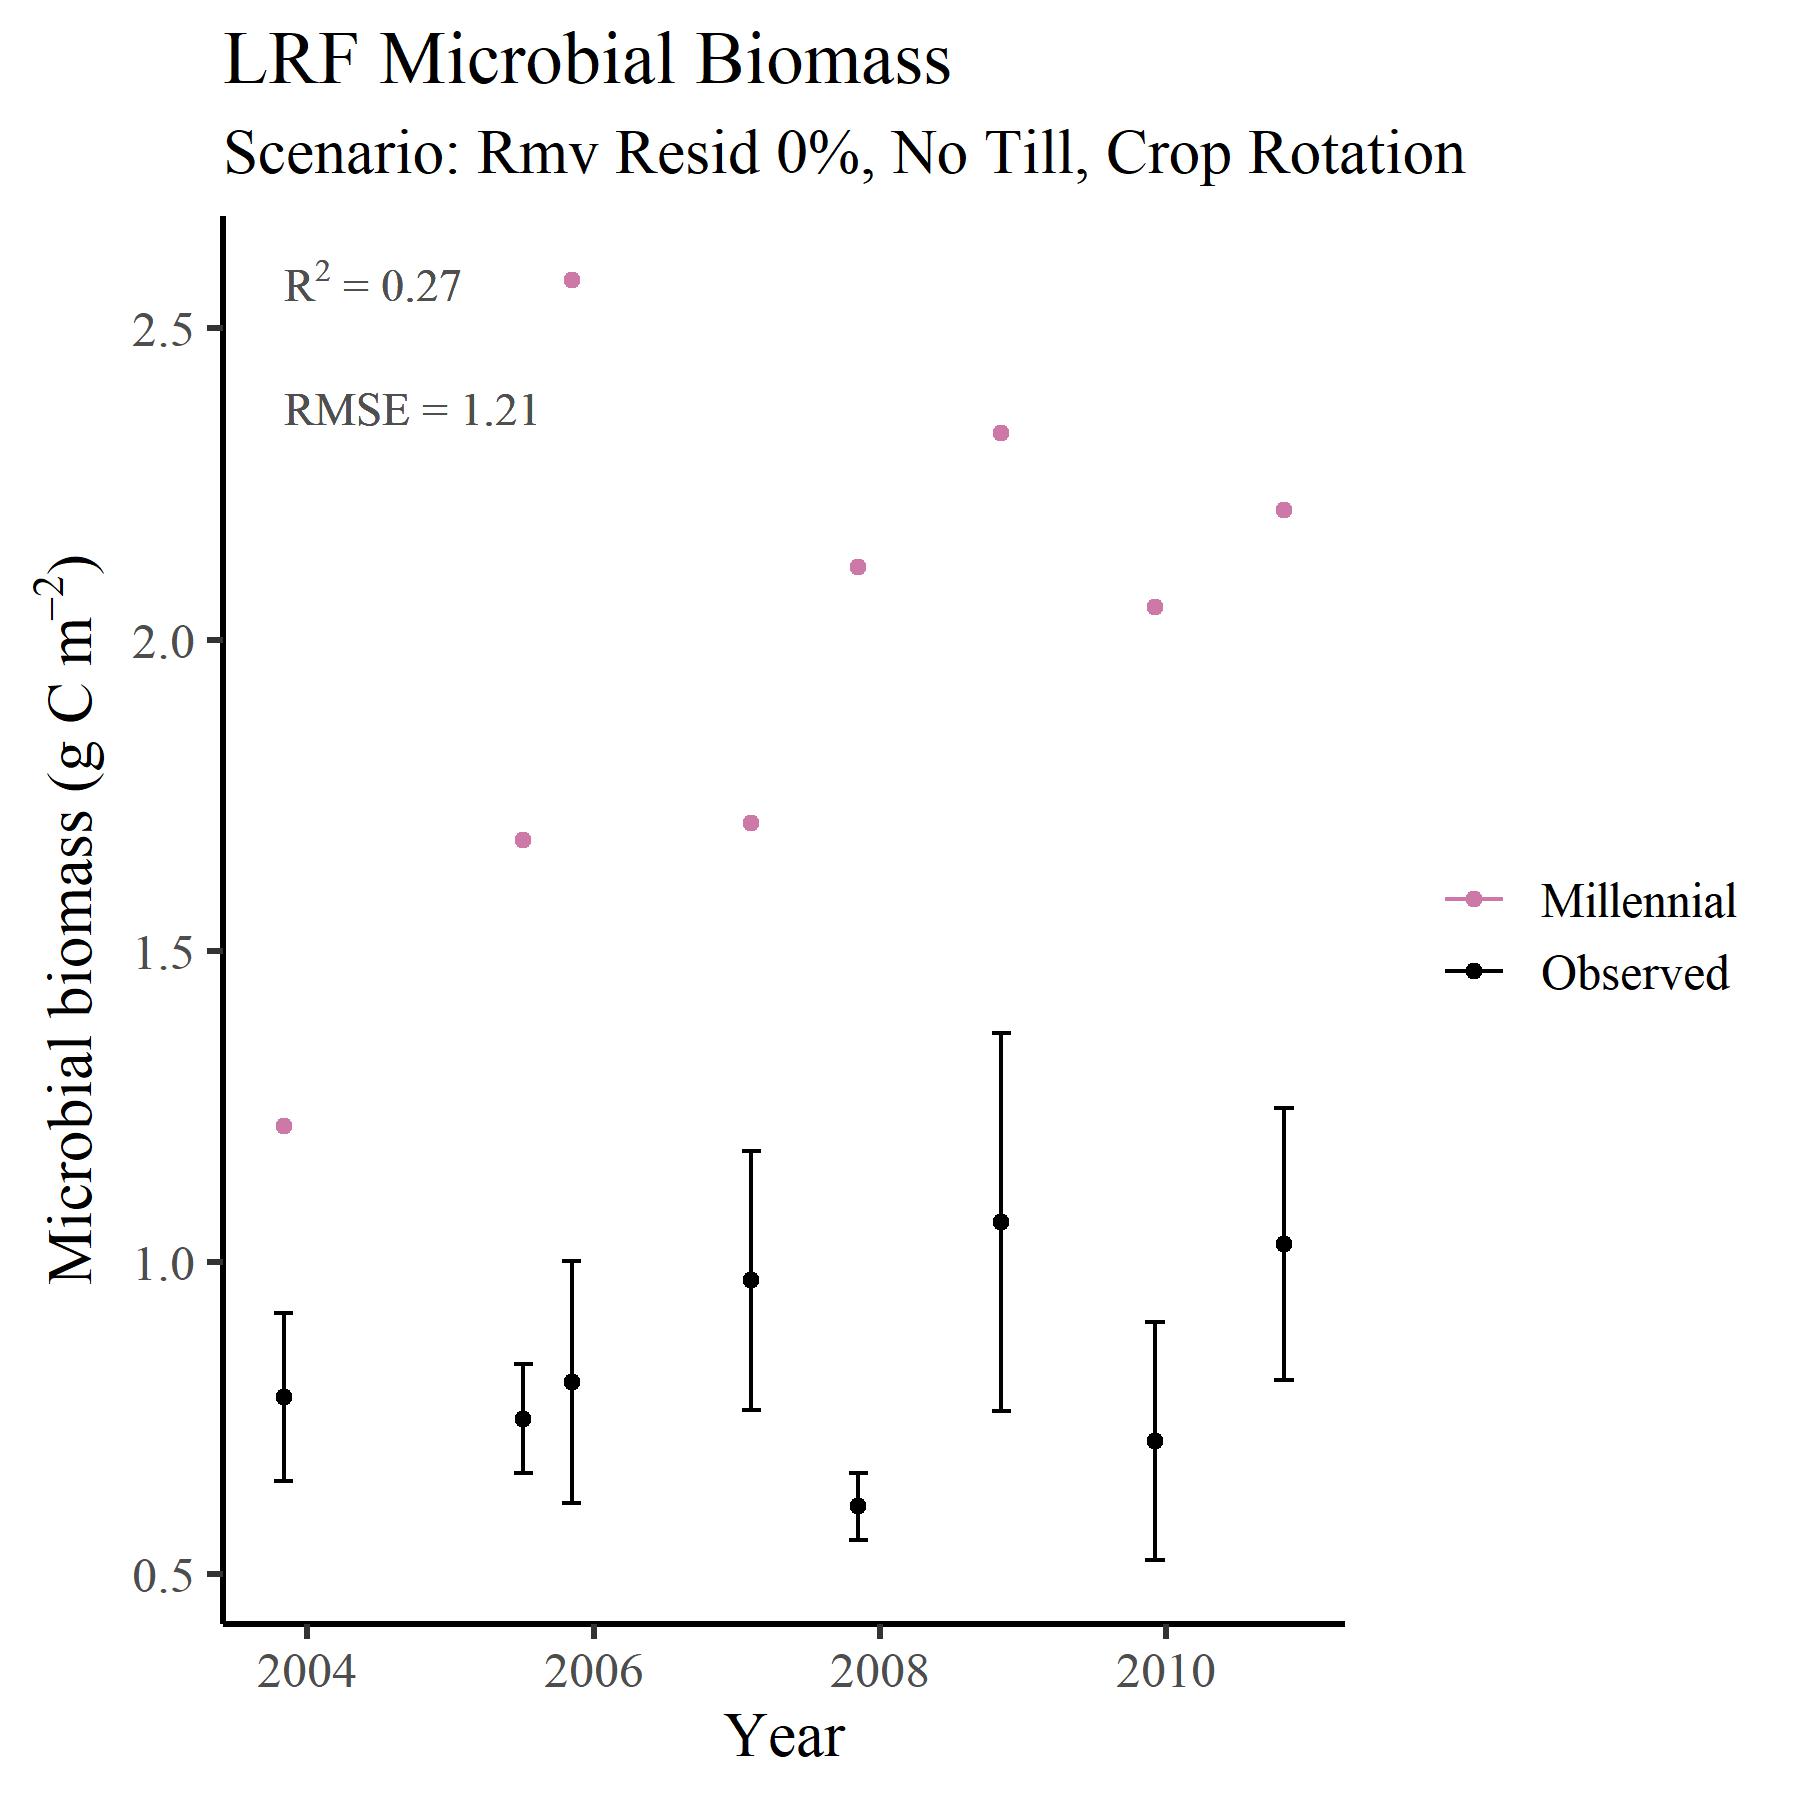 LRF Microbial Biomass
Scenario: Rmv Resid 0%, No Till, Crop Rotation
R² = 0.27
RMSE = 1.21
2.5
2.0
1.5
1.0
0.5
Microbial biomass (g C m⁻²)
2004 2006 2008 2010
Year
Millennial
Observed